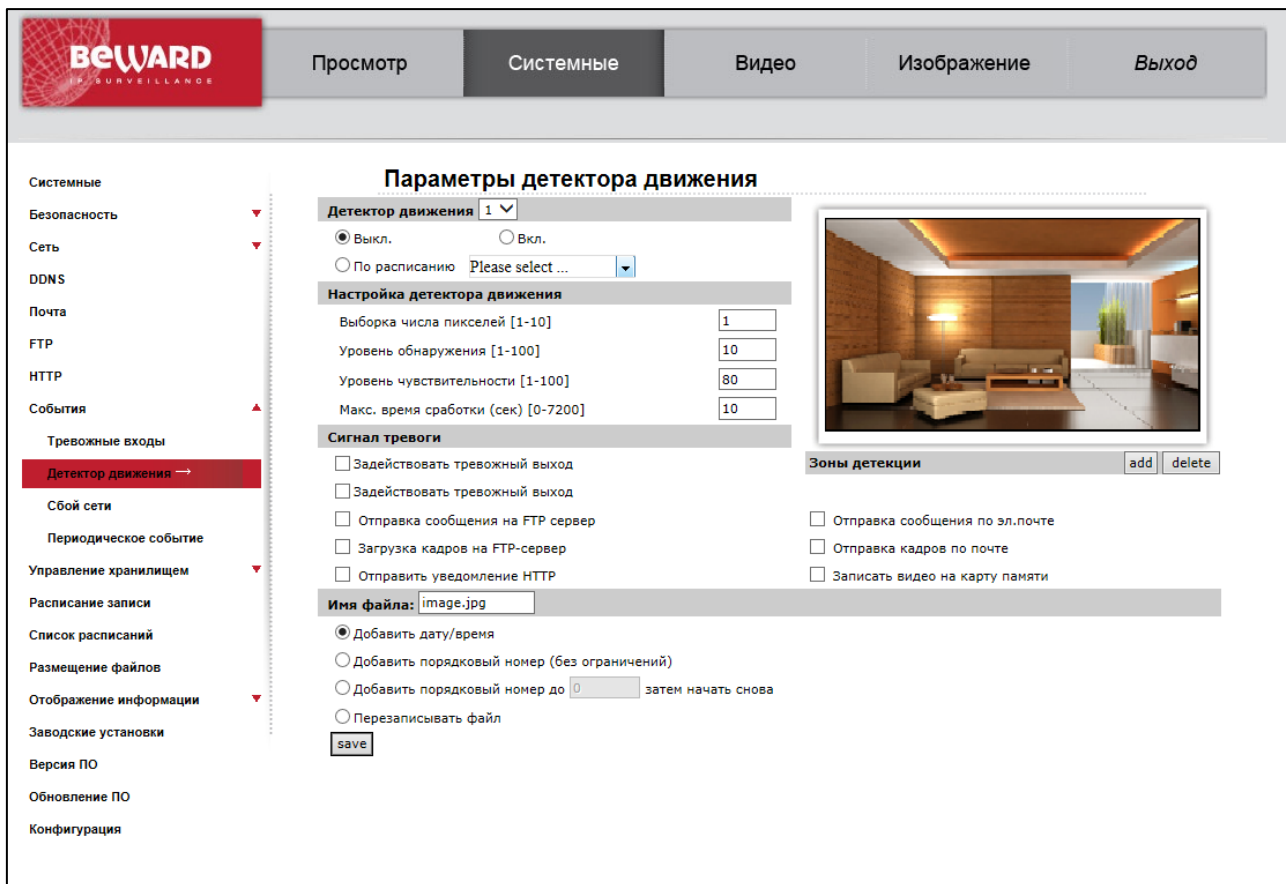 BEWARD
IP SURVEILLANCE
Просмотр
Системные
Видео
Изображение
Выход
Системные
Безопасность
Сеть
DDNS
Почта
FTP
HTTP
События
Тревожные входы
Детектор движения →
Сбой сети
Периодическое событие
Управление хранилищем
Расписание записи
Список расписаний
Размещение файлов
Отображение информации
Заводские установки
Версия ПО
Обновление ПО
Конфигурация
Параметры детектора движения
Детектор движения 1
Выкл. Вкл.
По расписанию Please select ...
Настройка детектора движения
Выборка числа пикселей [1-10] 1
Уровень обнаружения [1-100] 10
Уровень чувствительности [1-100] 80
Макс. время сработки (сек) [0-7200] 10
Сигнал тревоги
Зоны детекции add delete
Задействовать тревожный выход
Задействовать тревожный выход
Отправка сообщения на FTP сервер Отправка сообщения по эл.почте
Загрузка кадров на FTP-сервер Отправка кадров по почте
Отправить уведомление HTTP Записать видео на карту памяти
Имя файла: image.jpg
Добавить дату/время
Добавить порядковый номер (без ограничений)
Добавить порядковый номер до 0 затем начать снова
Перезаписывать файл
save